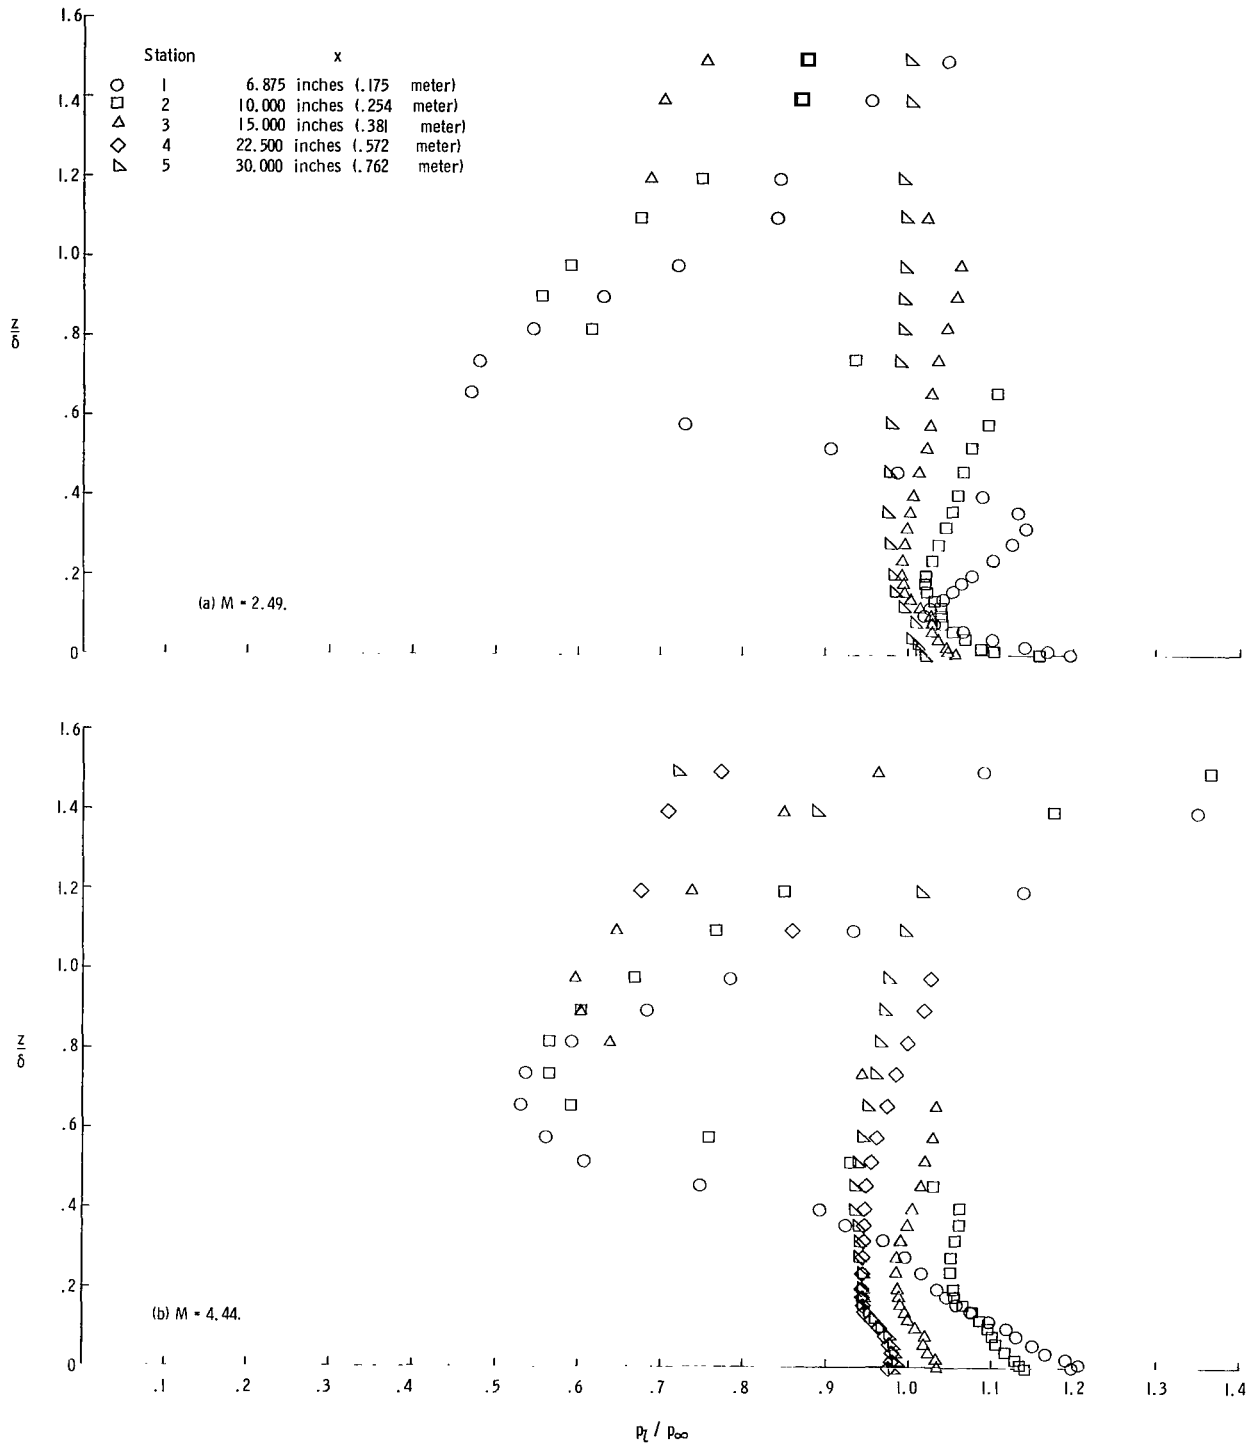 1.6
Station x
1 6.875 inches (.175 meter)
1.4
2 10.000 inches (.254 meter)
3 15.000 inches (.381 meter)
4 22.500 inches (.572 meter)
5 30.000 inches (.762 meter)
1.2
1.0
z/δ
.8
.6
.4
.2
(a) M = 2.49.
0
1.6
1.4
1.2
1.0
z/δ
.8
.6
.4
.2
(b) M = 4.44.
0
.1 .2 .3 .4 .5 .6 .7 .8 .9 1.0 1.1 1.2 1.3 1.4
p_l / p_∞